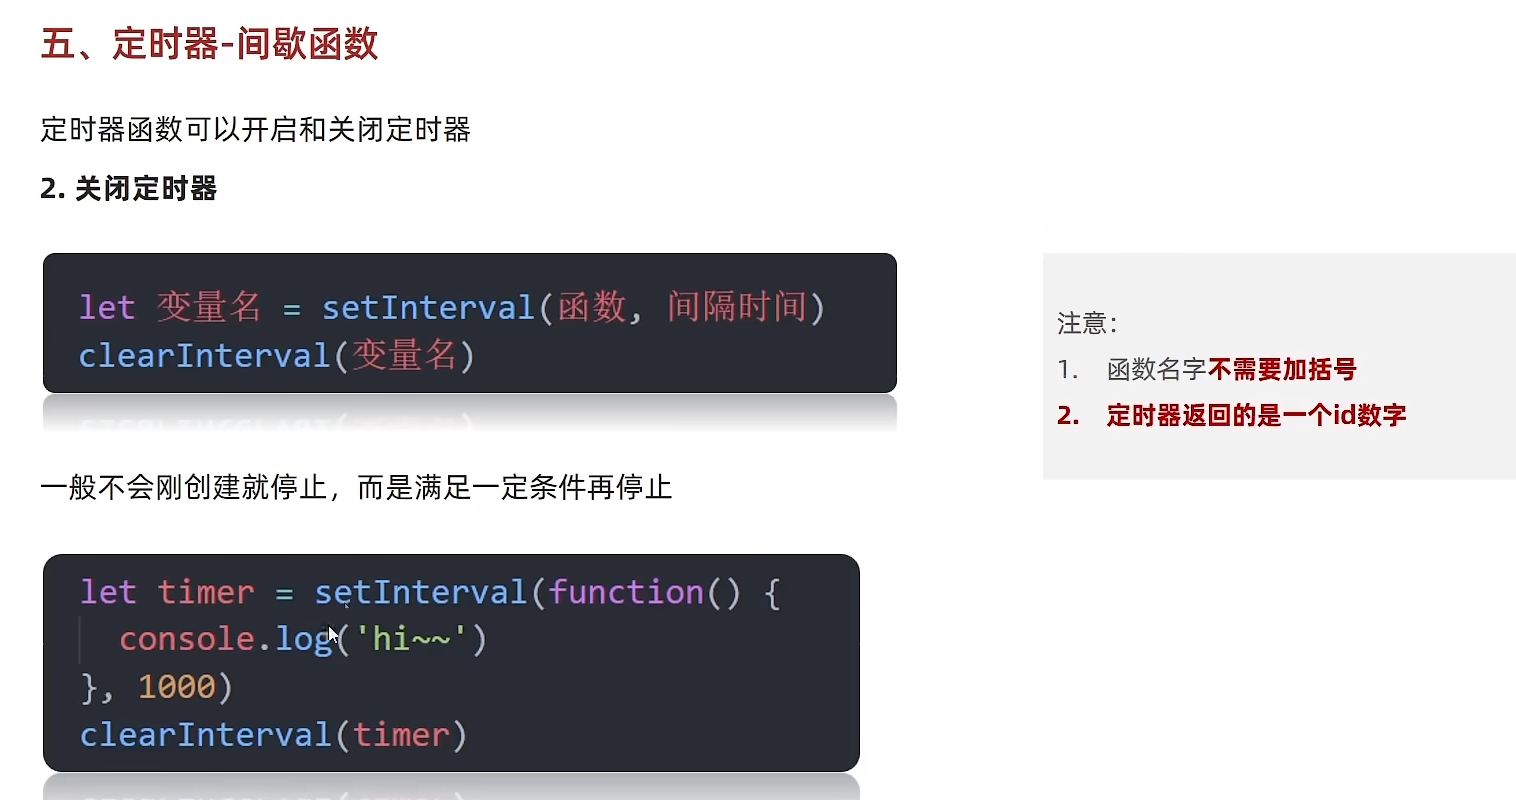 五、定时器-间歇函数
定时器函数可以开启和关闭定时器
2. 关闭定时器
let 变量名 = setInterval(函数, 间隔时间)
clearInterval(变量名)
注意：
1. 函数名字不需要加括号
2. 定时器返回的是一个id数字
一般不会刚创建就停止，而是满足一定条件再停止
let timer = setInterval(function() {
  console.log('hi~~')
}, 1000)
clearInterval(timer)